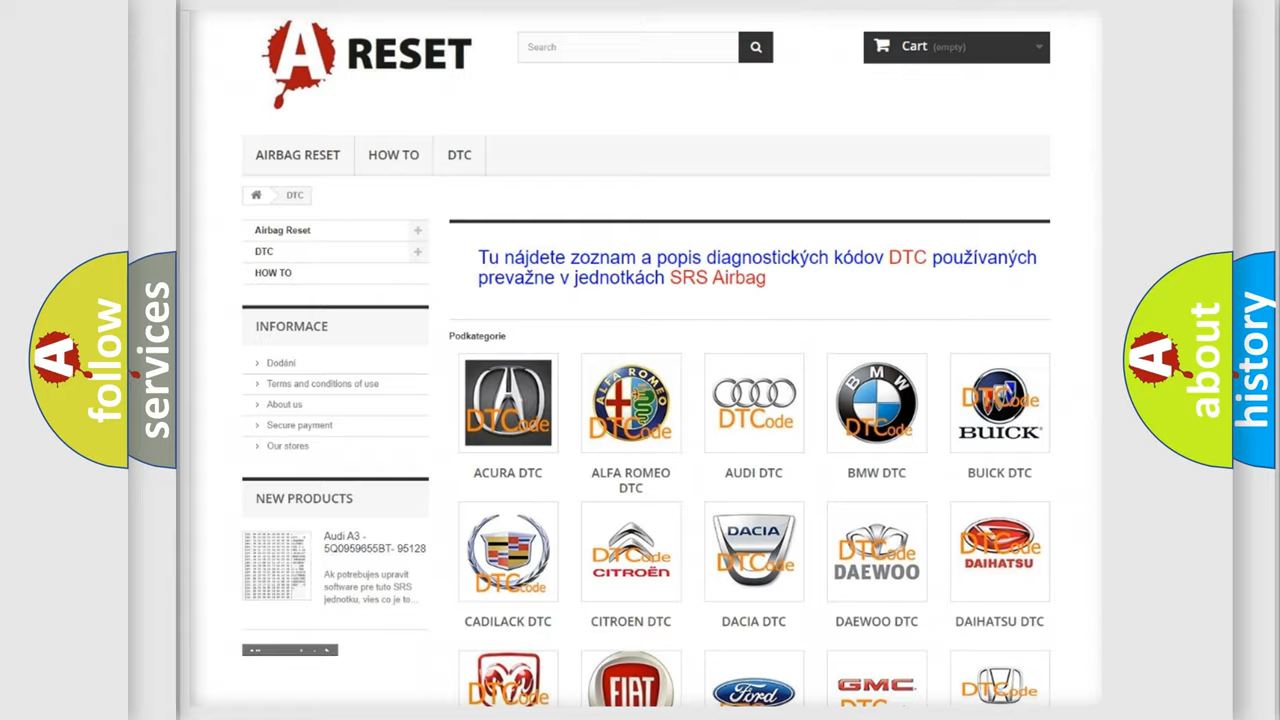 A RESET
Search
Cart (empty)
AIRBAG RESET
HOW TO
DTC
DTC
Airbag Reset
DTC
HOW TO
INFORMACE
Dodání
Terms and conditions of use
About us
Secure payment
Our stores
NEW PRODUCTS
Audi A3 -
5Q0959655BT- 95128
Ak potrebujes upravit
software pre tuto SRS
jednotku, vies co je to...
Tu nájdete zoznam a popis diagnostických kódov DTC používaných
prevažne v jednotkách SRS Airbag
Podkategorie
DTCode
ALFA ROMEO
DTCode
DTCode
BMW
DTCode
DTCode
BUICK
ACURA DTC
ALFA ROMEO
DTC
AUDI DTC
BMW DTC
BUICK DTC
DTCode
DTCode
CITROËN
DACIA
DTCode
DTCode
DAEWOO
DTCode
DAIHATSU
CADILACK DTC
CITROEN DTC
DACIA DTC
DAEWOO DTC
DAIHATSU DTC
DTCode
FIAT
Ford
DTCode
GMC
DTCode
A follow
services
A about
history